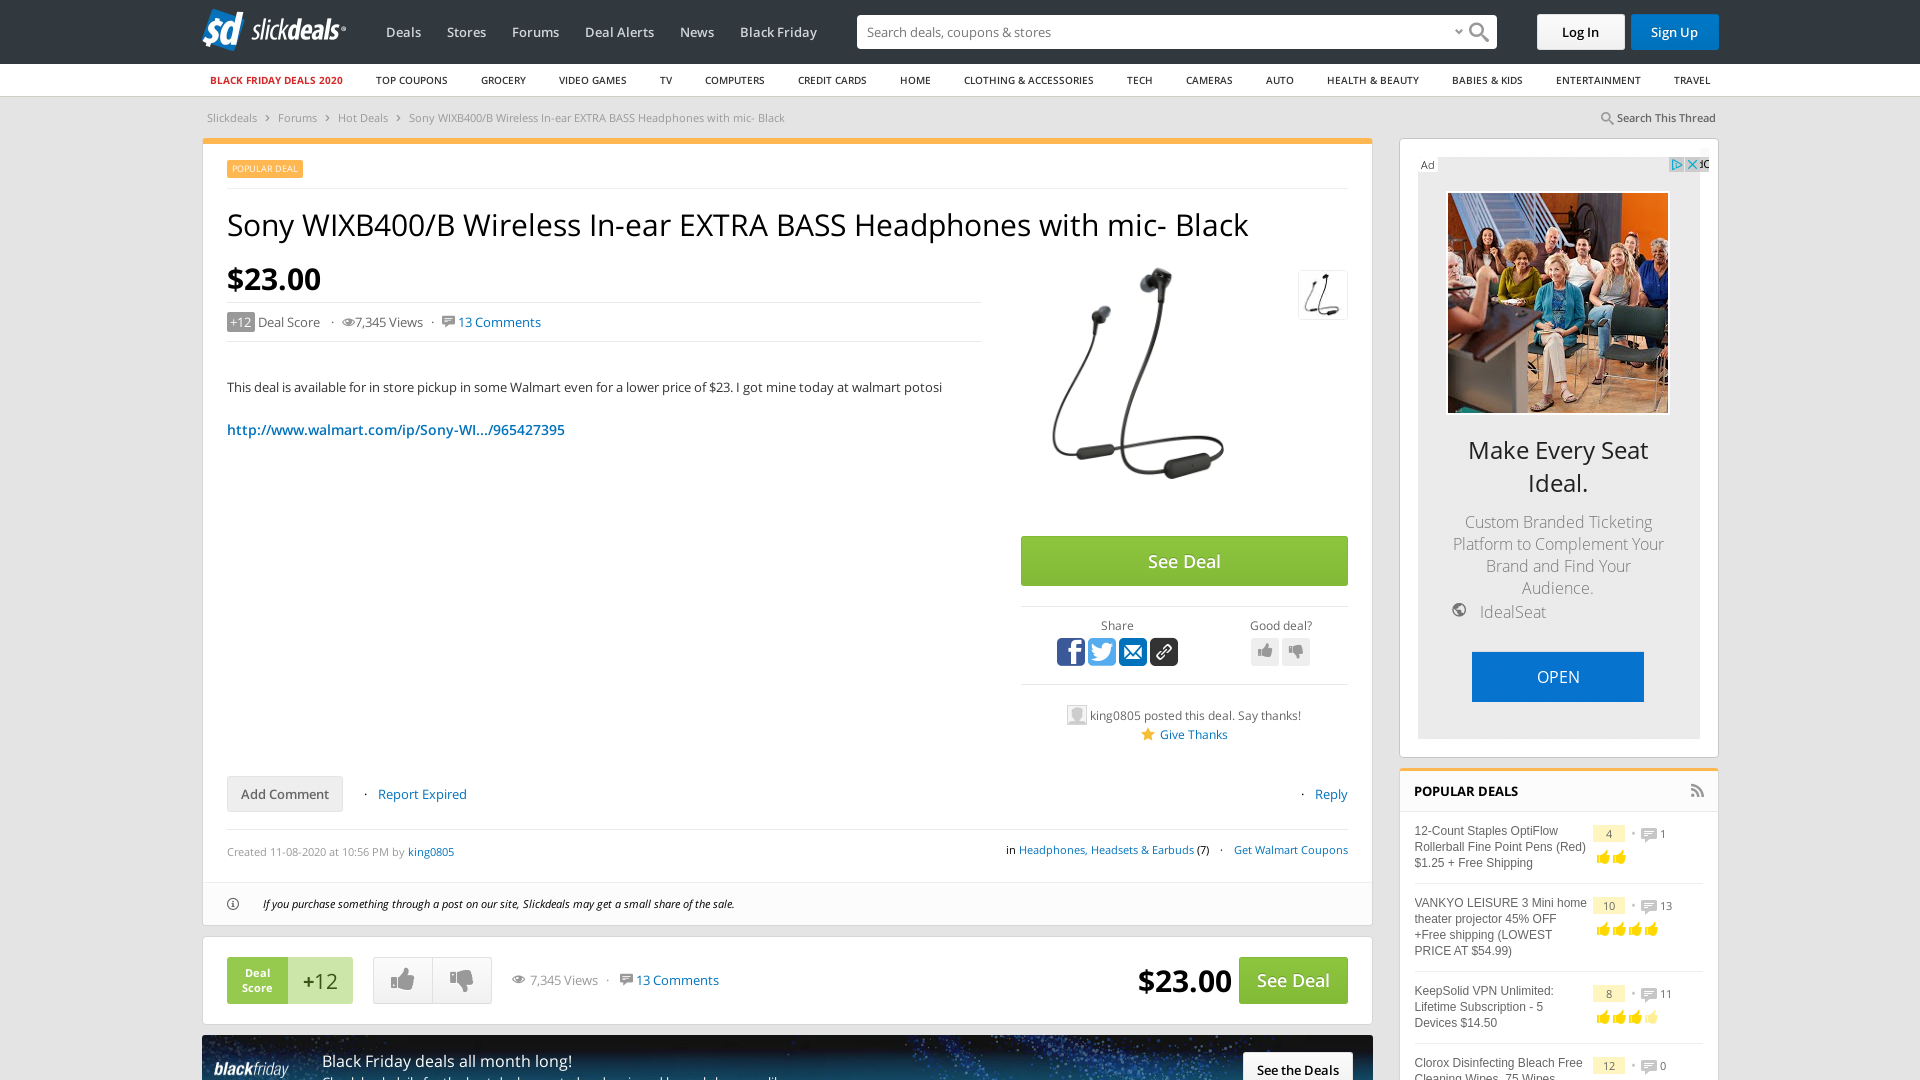 slickdeals
Deals
Stores
Forums
Deal Alerts
News
Black Friday
Search deals, coupons & stores
Log In
Sign Up
BLACK FRIDAY DEALS 2020
TOP COUPONS
GROCERY
VIDEO GAMES
TV
COMPUTERS
CREDIT CARDS
HOME
CLOTHING & ACCESSORIES
TECH
CAMERAS
AUTO
HEALTH & BEAUTY
BABIES & KIDS
ENTERTAINMENT
TRAVEL
Slickdeals > Forums > Hot Deals > Sony WIXB400/B Wireless In-ear EXTRA BASS Headphones with mic- Black
Search This Thread
POPULAR DEAL
Sony WIXB400/B Wireless In-ear EXTRA BASS Headphones with mic- Black
$23.00
+12 Deal Score · 7,345 Views · 13 Comments
This deal is available for in store pickup in some Walmart even for a lower price of $23. I got mine today at walmart potosi
http://www.walmart.com/ip/Sony-WI.../965427395
See Deal
Share
Good deal?
king0805 posted this deal. Say thanks!
Give Thanks
Add Comment
· Report Expired
· Reply
Created 11-08-2020 at 10:56 PM by king0805
in Headphones, Headsets & Earbuds (7) · Get Walmart Coupons
If you purchase something through a post on our site, Slickdeals may get a small share of the sale.
Deal
Score
+12
7,345 Views · 13 Comments
$23.00
See Deal
blackfriday
Black Friday deals all month long!
See the Deals
Ad
Make Every Seat
Ideal.
Custom Branded Ticketing
Platform to Complement Your
Brand and Find Your
Audience.
IdealSeat
OPEN
POPULAR DEALS
12-Count Staples OptiFlow
Rollerball Fine Point Pens (Red)
$1.25 + Free Shipping
4 • 1
VANKYO LEISURE 3 Mini home
theater projector 45% OFF
+Free shipping (LOWEST
PRICE AT $54.99)
10 • 13
KeepSolid VPN Unlimited:
Lifetime Subscription - 5
Devices $14.50
8 • 11
Clorox Disinfecting Bleach Free
Cleaning Wipes, 75 Wipes
12 • 0